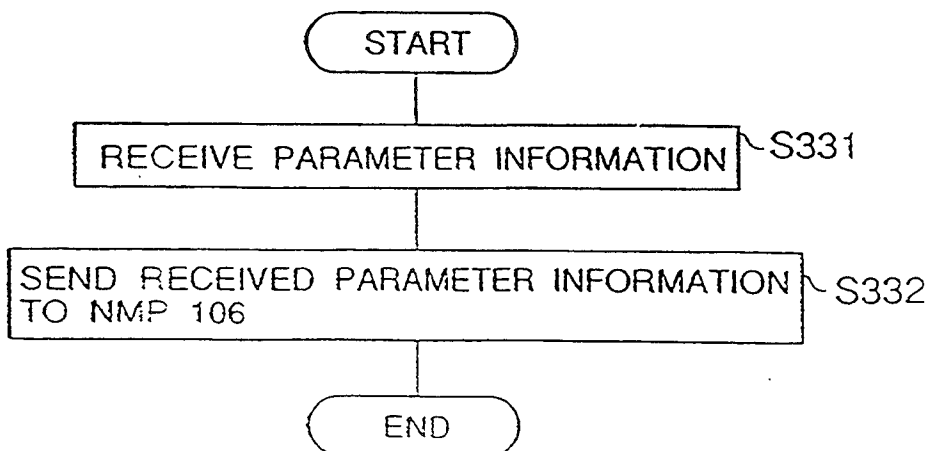 START
RECEIVE PARAMETER INFORMATION
S331
SEND RECEIVED PARAMETER INFORMATION
TO NMP 106
S332
END